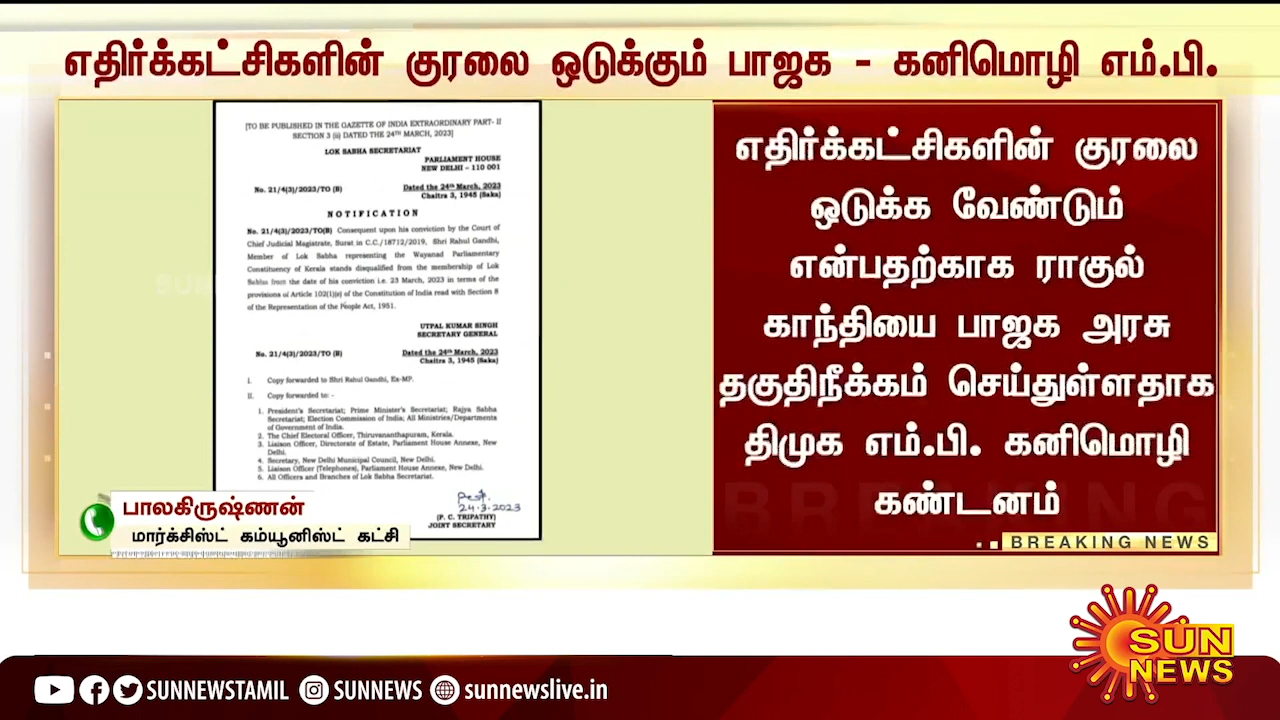 எதிர்க்கட்சிகளின் குரலை ஒடுக்கும் பாஜக - கனிமொழி எம்.பி.
[TO BE PUBLISHED IN THE GAZETTE OF INDIA EXTRAORDINARY PART- II
SECTION 3 (ii) DATED THE 24TH MARCH, 2023]
LOK SABHA SECRETARIAT
PARLIAMENT HOUSE
NEW DELHI – 110 001
No. 21/4(3)/2023/TO (B)
Dated the 24th March, 2023
Chaitra 3, 1945 (Saka)
NOTIFICATION
No. 21/4(3)/2023/TO(B) Consequent upon his conviction by the Court of
Chief Judicial Magistrate, Surat in C.C./18712/2019, Shri Rahul Gandhi,
Member of Lok Sabha representing the Wayanad Parliamentary
Constituency of Kerala stands disqualified from the membership of Lok
Sabha from the date of his conviction i.e. 23 March, 2023 in terms of the
provisions of Article 102(1)(e) of the Constitution of India read with Section 8
of the Representation of the People Act, 1951.
UTPAL KUMAR SINGH
SECRETARY GENERAL
No. 21/4(3)/2023/TO (B)
Dated the 24th March, 2023
Chaitra 3, 1945 (Saka)
I. Copy forwarded to Shri Rahul Gandhi, Ex-MP.
II. Copy forwarded to: -
1. President's Secretariat; Prime Minister's Secretariat; Rajya Sabha
Secretariat; Election Commission of India; All Ministries/Departments
of Government of India.
2. The Chief Electoral Officer, Thiruvananthapuram, Kerala.
3. Liaison Officer, Directorate of Estate, Parliament House Annexe, New
Delhi.
4. Secretary, New Delhi Municipal Council, New Delhi.
5. Liaison Officer (Telephones), Parliament House Annexe, New Delhi.
6. All Officers and Branches of Lok Sabha Secretariat.
24-3-2023
(P. C. TRIPATHY)
JOINT SECRETARY
பாலகிருஷ்ணன்
மார்க்சிஸ்ட் கம்யூனிஸ்ட் கட்சி
எதிர்க்கட்சிகளின் குரலை
ஒடுக்க வேண்டும்
என்பதற்காக ராகுல்
காந்தியை பாஜக அரசு
தகுதிநீக்கம் செய்துள்ளதாக
திமுக எம்.பி. கனிமொழி
கண்டனம்
BREAKING NEWS
SUN
NEWS
SUNNEWSTAMIL SUNNEWS sunnewslive.in